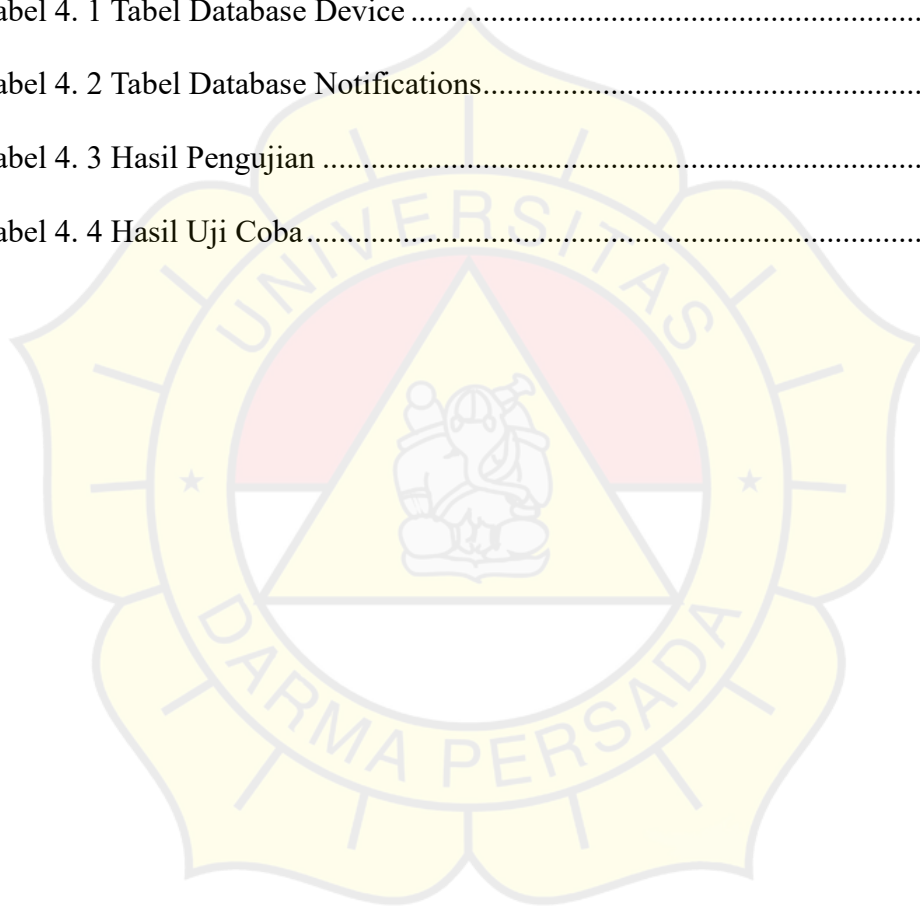 abel 4. 1 Tabel Database Device ................................................................
abel 4. 2 Tabel Database Notifications.......................................................
abel 4. 3 Hasil Pengujian ...........................................................................
abel 4. 4 Hasil Uji Coba.............................................................................
UNIVERSITAS
DARMA PERSADA